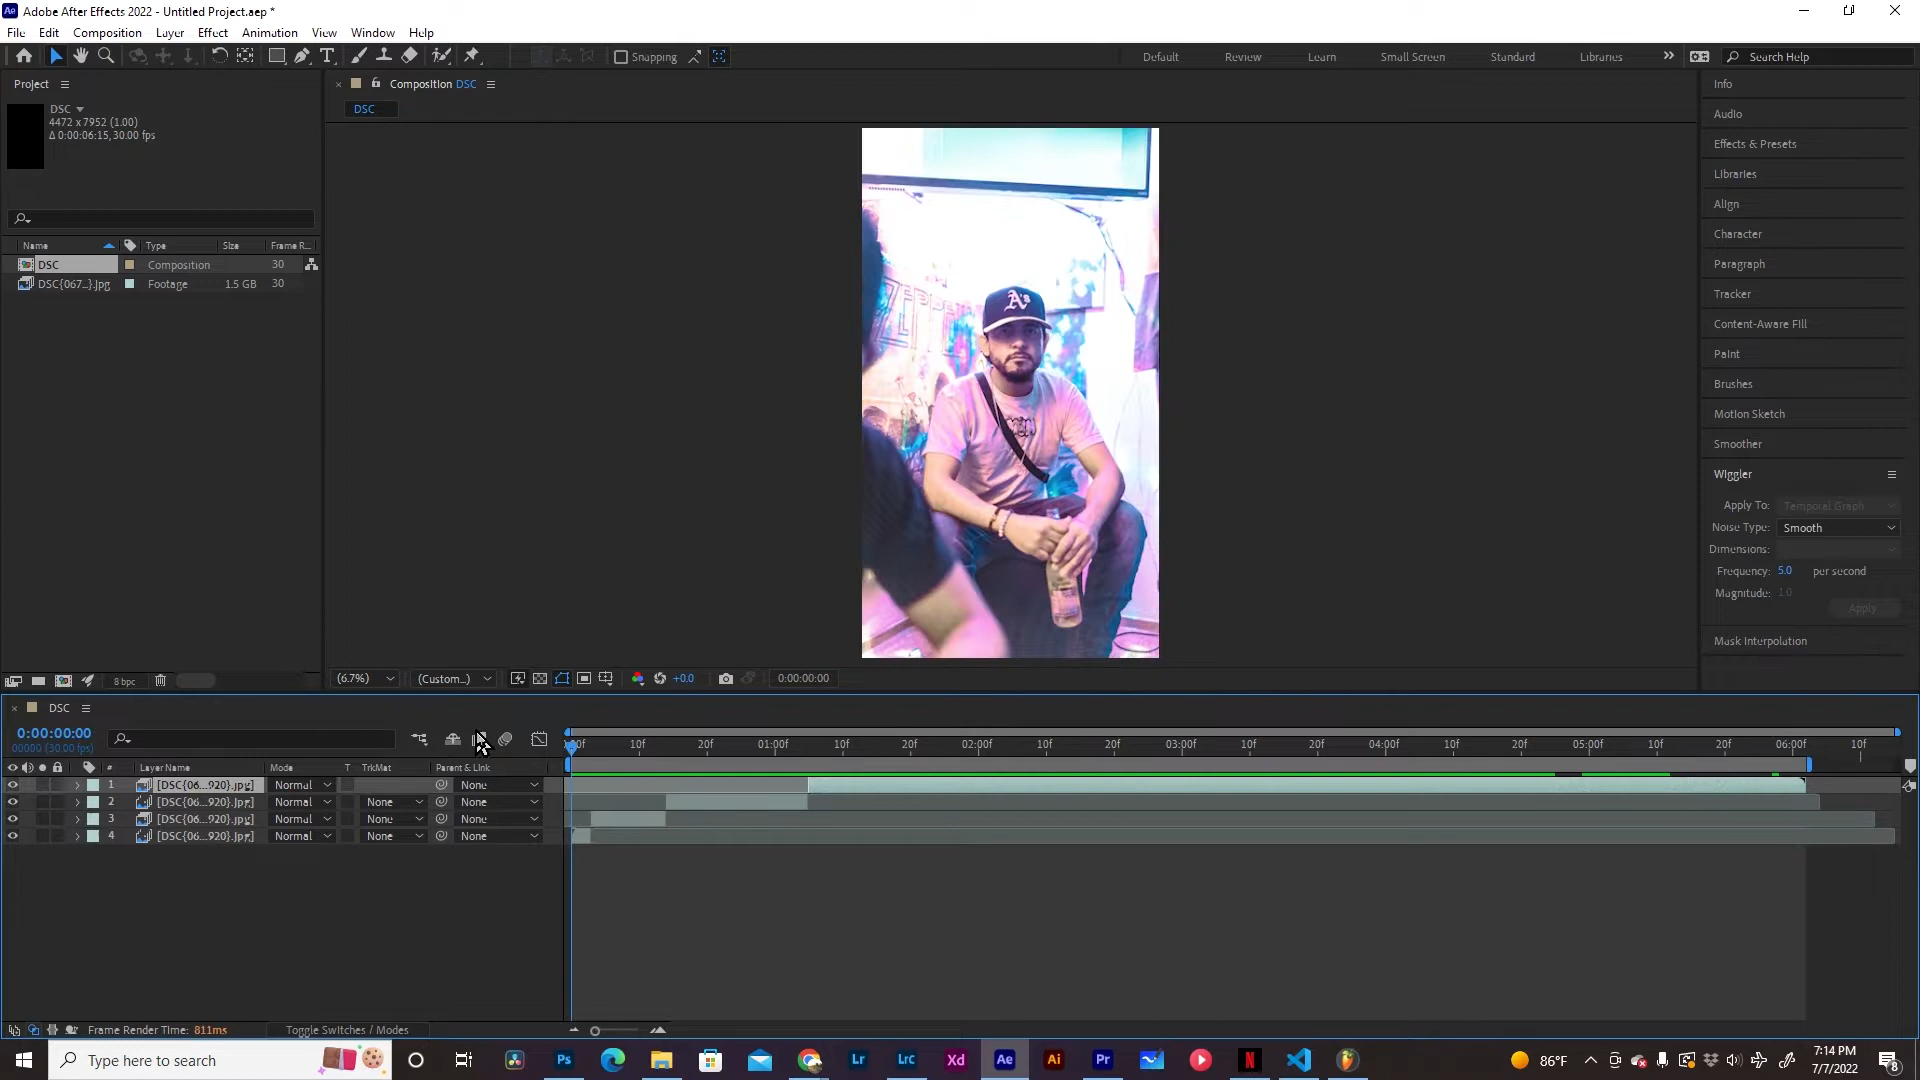 Adobe After Effects 2022 - Untitled Project.aep *
File Edit Composition Layer Effect Animation View Window Help
Snapping
Default Review Learn Small Screen Standard Libraries
Search Help
Project
Composition DSC
DSC
DSC
4472 x 7952 (1.00)
Δ 0:00:06:15, 30.00 fps
Name Type Size Frame R...
DSC Composition 30
DSC{067...}.jpg Footage 1.5 GB 30
A's
Info
Audio
Effects & Presets
Libraries
Align
Character
Paragraph
Tracker
Content-Aware Fill
Paint
Brushes
Motion Sketch
Smoother
Wiggler
Apply To: Temporal Graph
Noise Type: Smooth
Dimensions:
Frequency: 5.0 per second
Magnitude: 1.0
Apply
Mask Interpolation
8 bpc
(6.7%) (Custom...) +0.0 0:00:00:00
DSC
0:00:00:00
00000 (30.00 fps)
10f 20f 01:00f 10f 20f 02:00f 10f 20f 03:00f 10f 20f 04:00f 10f 20f 05:00f 10f 20f 06:00f 10f
# Layer Name Mode T TrkMat Parent & Link
1 [DSC{06...920}.jpg] Normal None
2 [DSC{06...920}.jpg] Normal None None
3 [DSC{06...920}.jpg] Normal None None
4 [DSC{06...920}.jpg] Normal None None
Frame Render Time: 811ms Toggle Switches / Modes
Type here to search
Ps Lr Lrc Xd Ae Ai Pr N
86°F
7:14 PM
7/7/2022
8